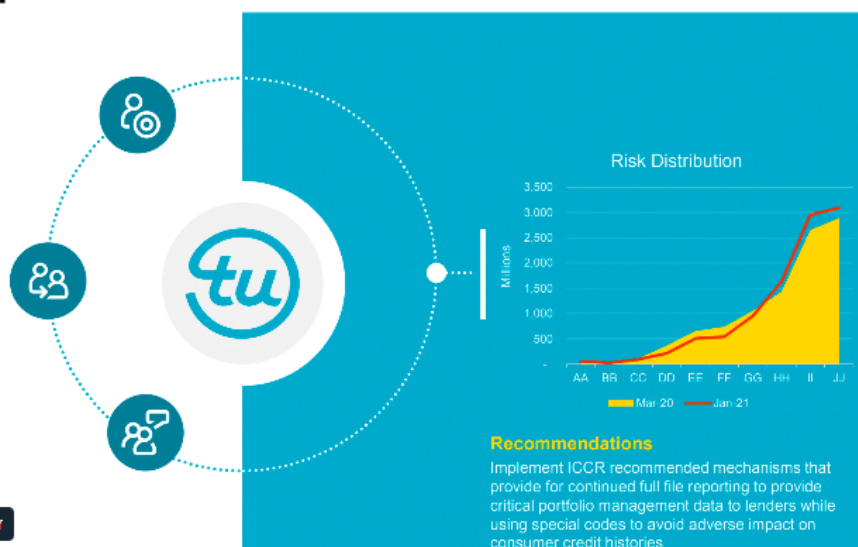 tu
Risk Distribution
3.500
3.000
2.500
2.000
1.500
1.000
500
-
Millions
AA BB CC DD EE FF GG HH II JJ
Mar-20 Jan-21
Recommendations
Implement ICCR recommended mechanisms that
provide for continued full file reporting to provide
critical portfolio management data to lenders while
using special codes to avoid adverse impact on
consumer credit histories